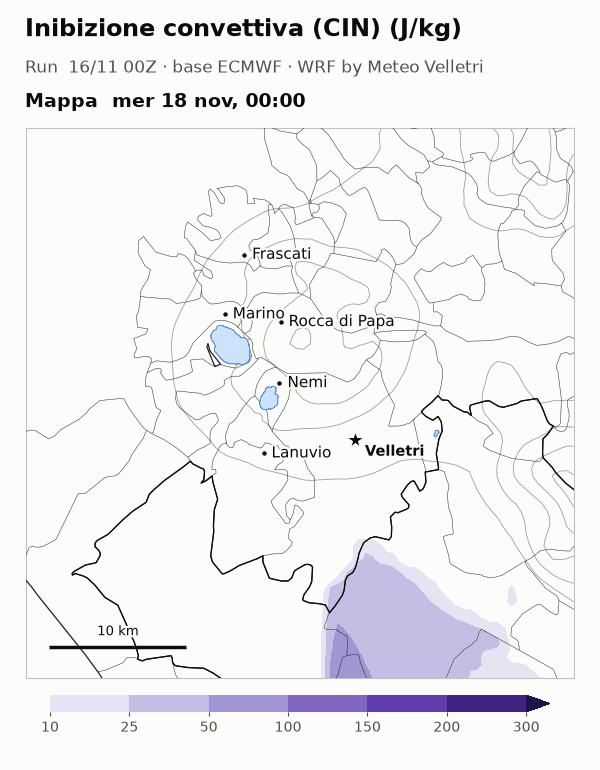 Inibizione convettiva (CIN) (J/kg)
Run 16/11 00Z · base ECMWF · WRF by Meteo Velletri
Mappa mer 18 nov, 00:00
Frascati
Marino
Rocca di Papa
Nemi
Velletri
Lanuvio
10 km
10 25 50 100 150 200 300